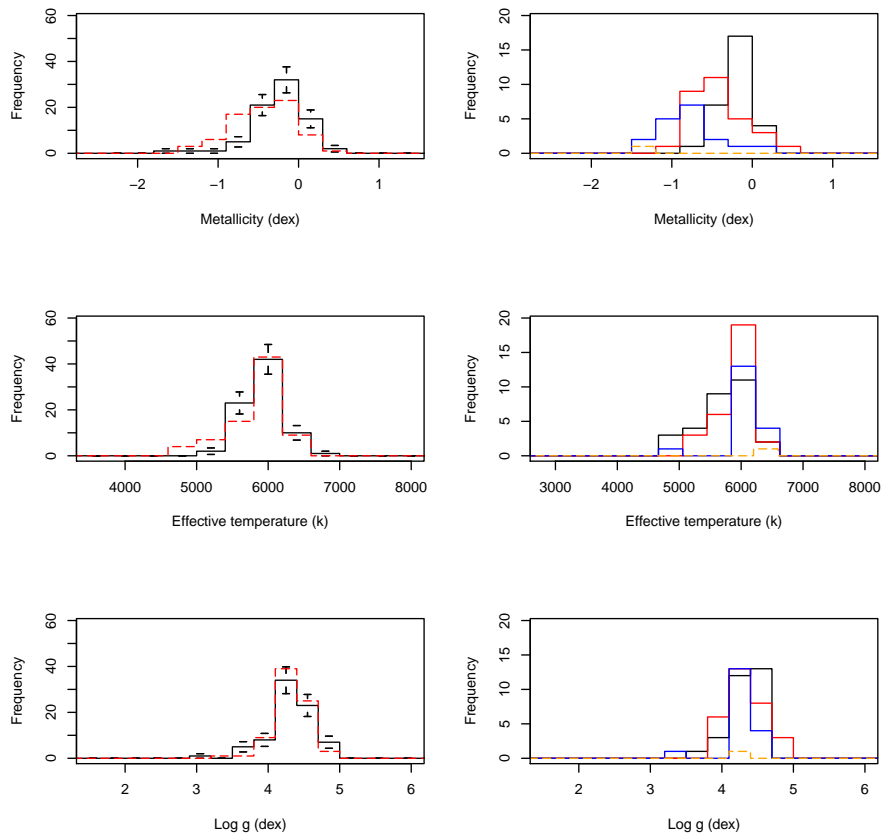 Frequency
0 20 40 60
−2 −1 0 1
Metallicity (dex)
Frequency
0 5 10 15 20
−2 −1 0 1
Metallicity (dex)
Frequency
0 20 40 60
4000 5000 6000 7000 8000
Effective temperature (k)
Frequency
0 5 10 15 20
3000 4000 5000 6000 7000 8000
Effective temperature (k)
Frequency
0 20 40 60
2 3 4 5 6
Log g (dex)
Frequency
0 5 10 15 20
2 3 4 5 6
Log g (dex)